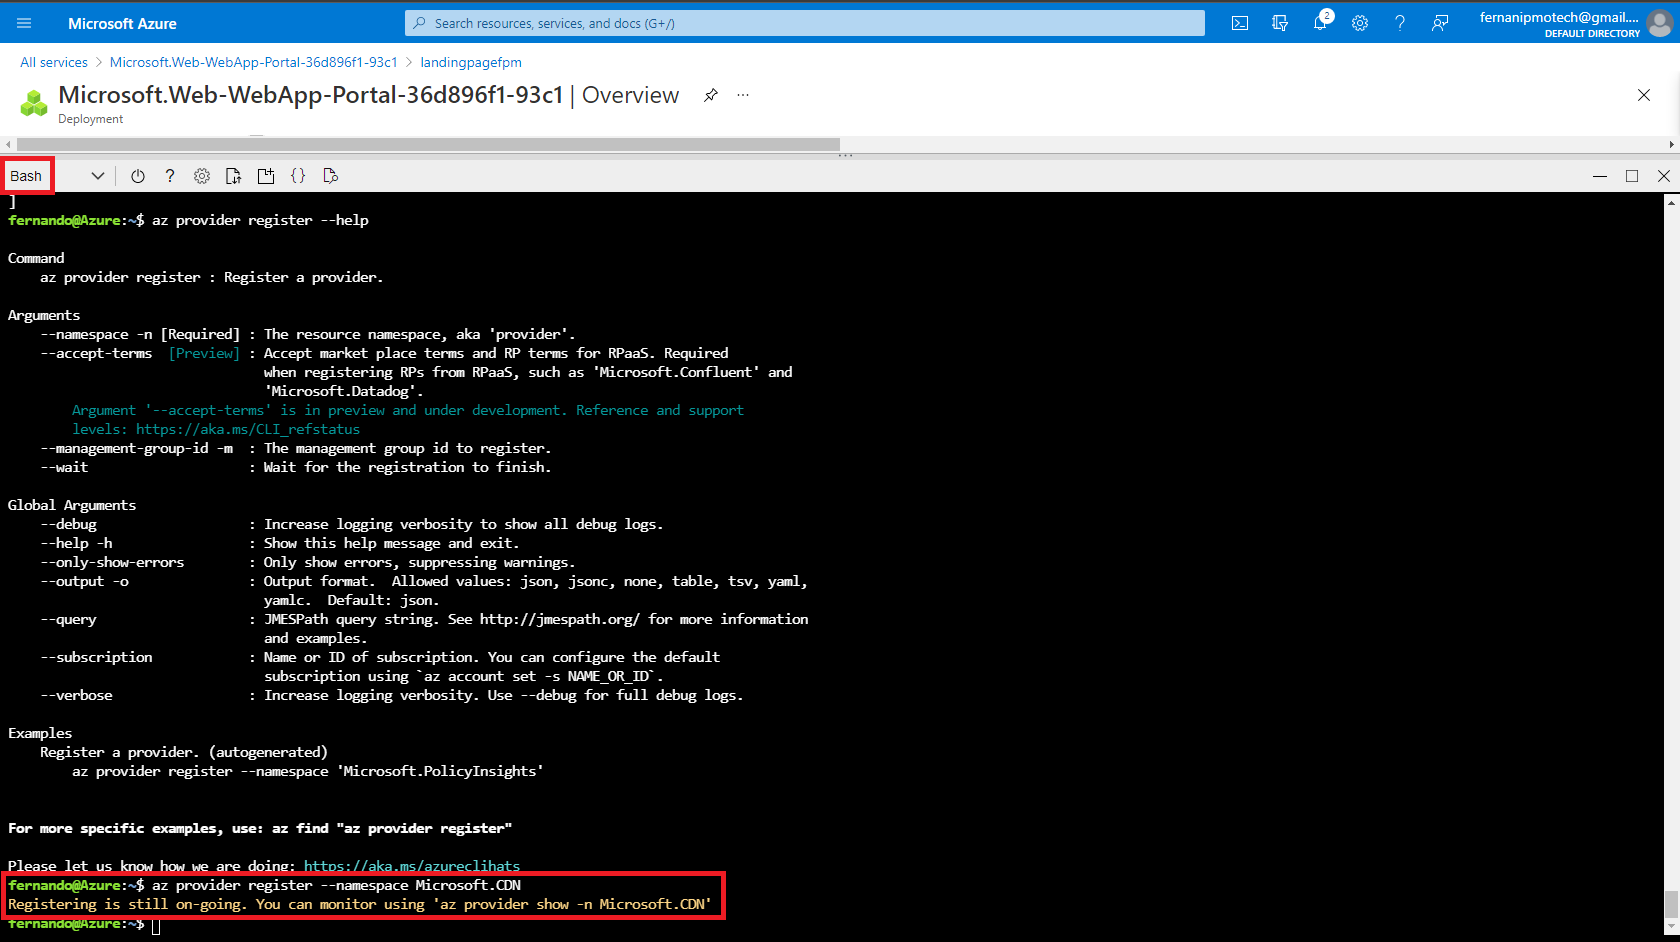 Microsoft Azure
Search resources, services, and docs (G+/)
2
fernanipmotech@gmail....
DEFAULT DIRECTORY
All services > Microsoft.Web-WebApp-Portal-36d896f1-93c1 > landingpagefpm
Microsoft.Web-WebApp-Portal-36d896f1-93c1 | Overview
Deployment
Bash
]
fernando@Azure:~$ az provider register --help
Command
az provider register : Register a provider.
Arguments
--namespace -n [Required] : The resource namespace, aka 'provider'.
--accept-terms [Preview] : Accept market place terms and RP terms for RPaaS. Required
when registering RPs from RPaaS, such as 'Microsoft.Confluent' and
'Microsoft.Datadog'.
Argument '--accept-terms' is in preview and under development. Reference and support
levels: https://aka.ms/CLI_refstatus
--management-group-id -m : The management group id to register.
--wait : Wait for the registration to finish.
Global Arguments
--debug : Increase logging verbosity to show all debug logs.
--help -h : Show this help message and exit.
--only-show-errors : Only show errors, suppressing warnings.
--output -o : Output format. Allowed values: json, jsonc, none, table, tsv, yaml,
yamlc. Default: json.
--query : JMESPath query string. See http://jmespath.org/ for more information
and examples.
--subscription : Name or ID of subscription. You can configure the default
subscription using `az account set -s NAME_OR_ID`.
--verbose : Increase logging verbosity. Use --debug for full debug logs.
Examples
Register a provider. (autogenerated)
az provider register --namespace 'Microsoft.PolicyInsights'
For more specific examples, use: az find "az provider register"
Please let us know how we are doing: https://aka.ms/azureclihats
fernando@Azure:~$ az provider register --namespace Microsoft.CDN
Registering is still on-going. You can monitor using 'az provider show -n Microsoft.CDN'
fernando@Azure:~$